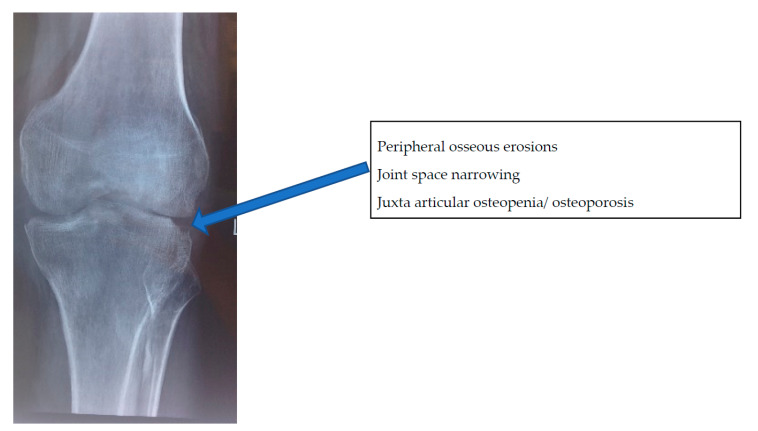 Peripheral osseous erosions
Joint space narrowing
Juxta articular osteopenia/ osteoporosis